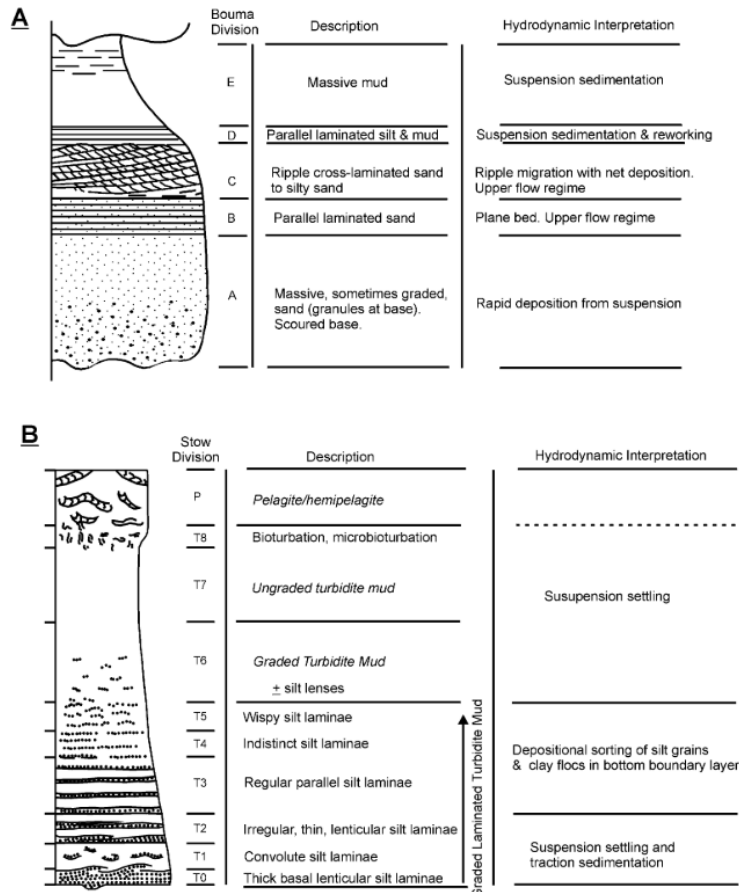 A
Bouma Division Description Hydrodynamic Interpretation
E Massive mud Suspension sedimentation
D Parallel laminated silt & mud Suspension sedimentation & reworking
C Ripple cross-laminated sand to silty sand Ripple migration with net deposition. Upper flow regime
B Parallel laminated sand Plane bed. Upper flow regime
A Massive, sometimes graded, sand (granules at base). Scoured base. Rapid deposition from suspension
B
Stow Division Description Hydrodynamic Interpretation
P Pelagite/hemipelagite
T8 Bioturbation, microbioturbation
T7 Ungraded turbidite mud Susupension settling
T6 Graded Turbidite Mud
± silt lenses
T5 Wispy silt laminae
T4 Indistinct silt laminae
T3 Regular parallel silt laminae
Depositional sorting of silt grains & clay flocs in bottom boundary layer
T2 Irregular, thin, lenticular silt laminae
T1 Convolute silt laminae
T0 Thick basal lenticular silt laminae
Suspension settling and traction sedimentation
Graded Laminated Turbidite Mud